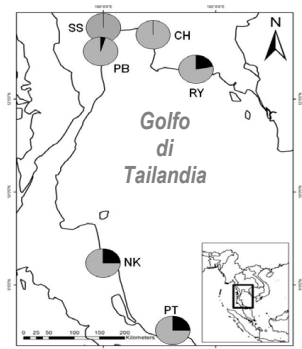 SS
CH
N
PB
RY
Golfo
di
Tailandia
NK
PT
0 25 50 100 150 200
Kilometers